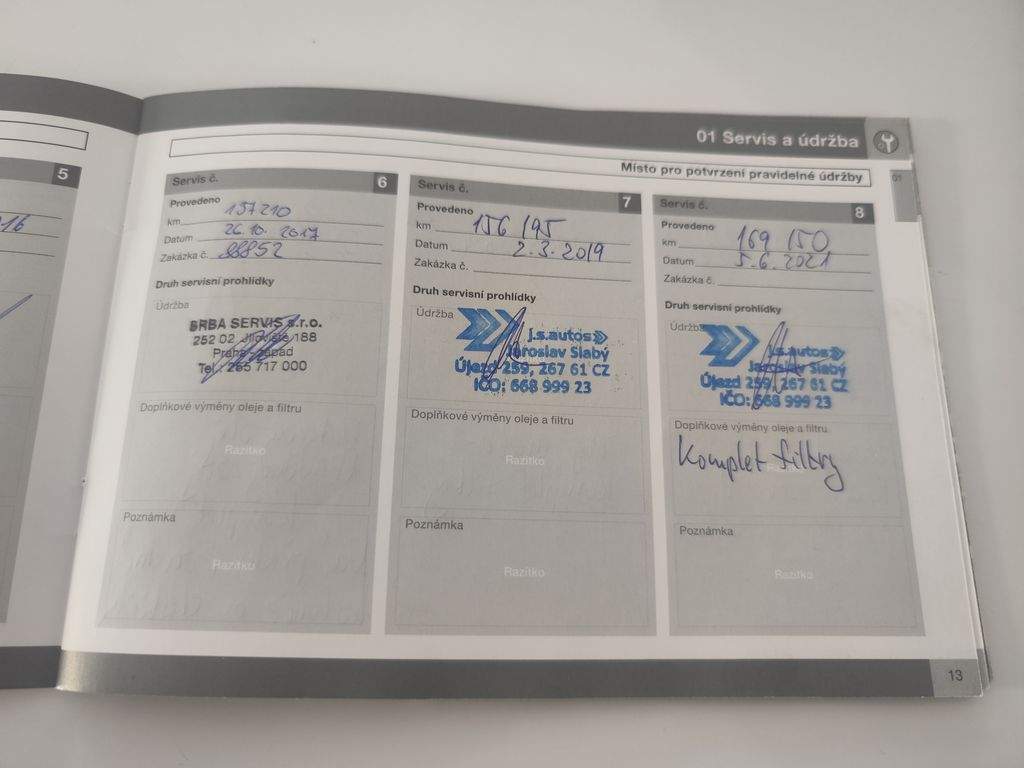 01 Servis a údržba
01
Místo pro potvrzení pravidelné údržby
5
Servis č. 6
Provedeno
km 157210
Datum 26.10. 2017
Zakázka č. 88852
Druh servisní prohlídky
Údržba
BRBA SERVIS s.r.o.
252 02 Jíloviště 188
Praha západ
Tel.: 265 717 000
Doplňkové výměny oleje a filtru
Razítko
Poznámka
Razítko
Servis č. 7
Provedeno
km 156 195
Datum 2.3.2019
Zakázka č.
Druh servisní prohlídky
Údržba
j.s.autos
Jaroslav Slabý
Újezd 259, 267 61 CZ
IČO: 668 999 23
Doplňkové výměny oleje a filtru
Razítko
Poznámka
Razítko
Servis č. 8
Provedeno
km 169 150
Datum 5.6.2021
Zakázka č.
Druh servisní prohlídky
Údržba
j.s.autos
Jaroslav Slabý
Újezd 259, 267 61 CZ
IČO: 668 999 23
Doplňkové výměny oleje a filtru
Komplet filtry
Poznámka
Razítko
13